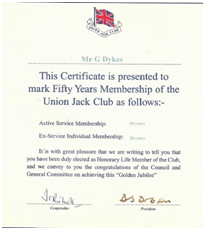 Mr G Dykes
This Certificate is presented to
mark Fifty Years Membership of the
Union Jack Club as follows:-
Active Service Membership:
Ex-Service Individual Membership:
It is with great pleasure that we are writing to tell you that
you have been duly elected as Honorary Life Member of the Club,
and we convey to you the congratulations of the Council and
General Committee on achieving this "Golden Jubilee"
Comptroller
President